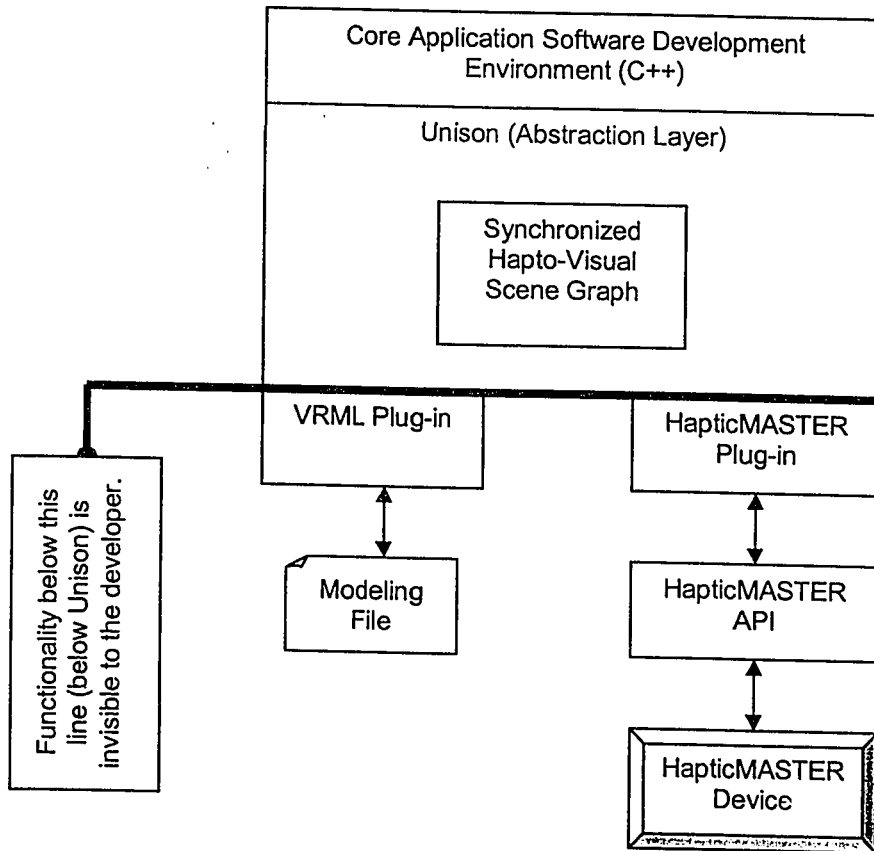 Core Application Software Development
Environment (C++)
Unison (Abstraction Layer)
Synchronized
Hapto-Visual
Scene Graph
VRML Plug-in
HapticMASTER
Plug-in
Functionality below this
line (below Unison) is
invisible to the developer.
Modeling
File
HapticMASTER
API
HapticMASTER
Device